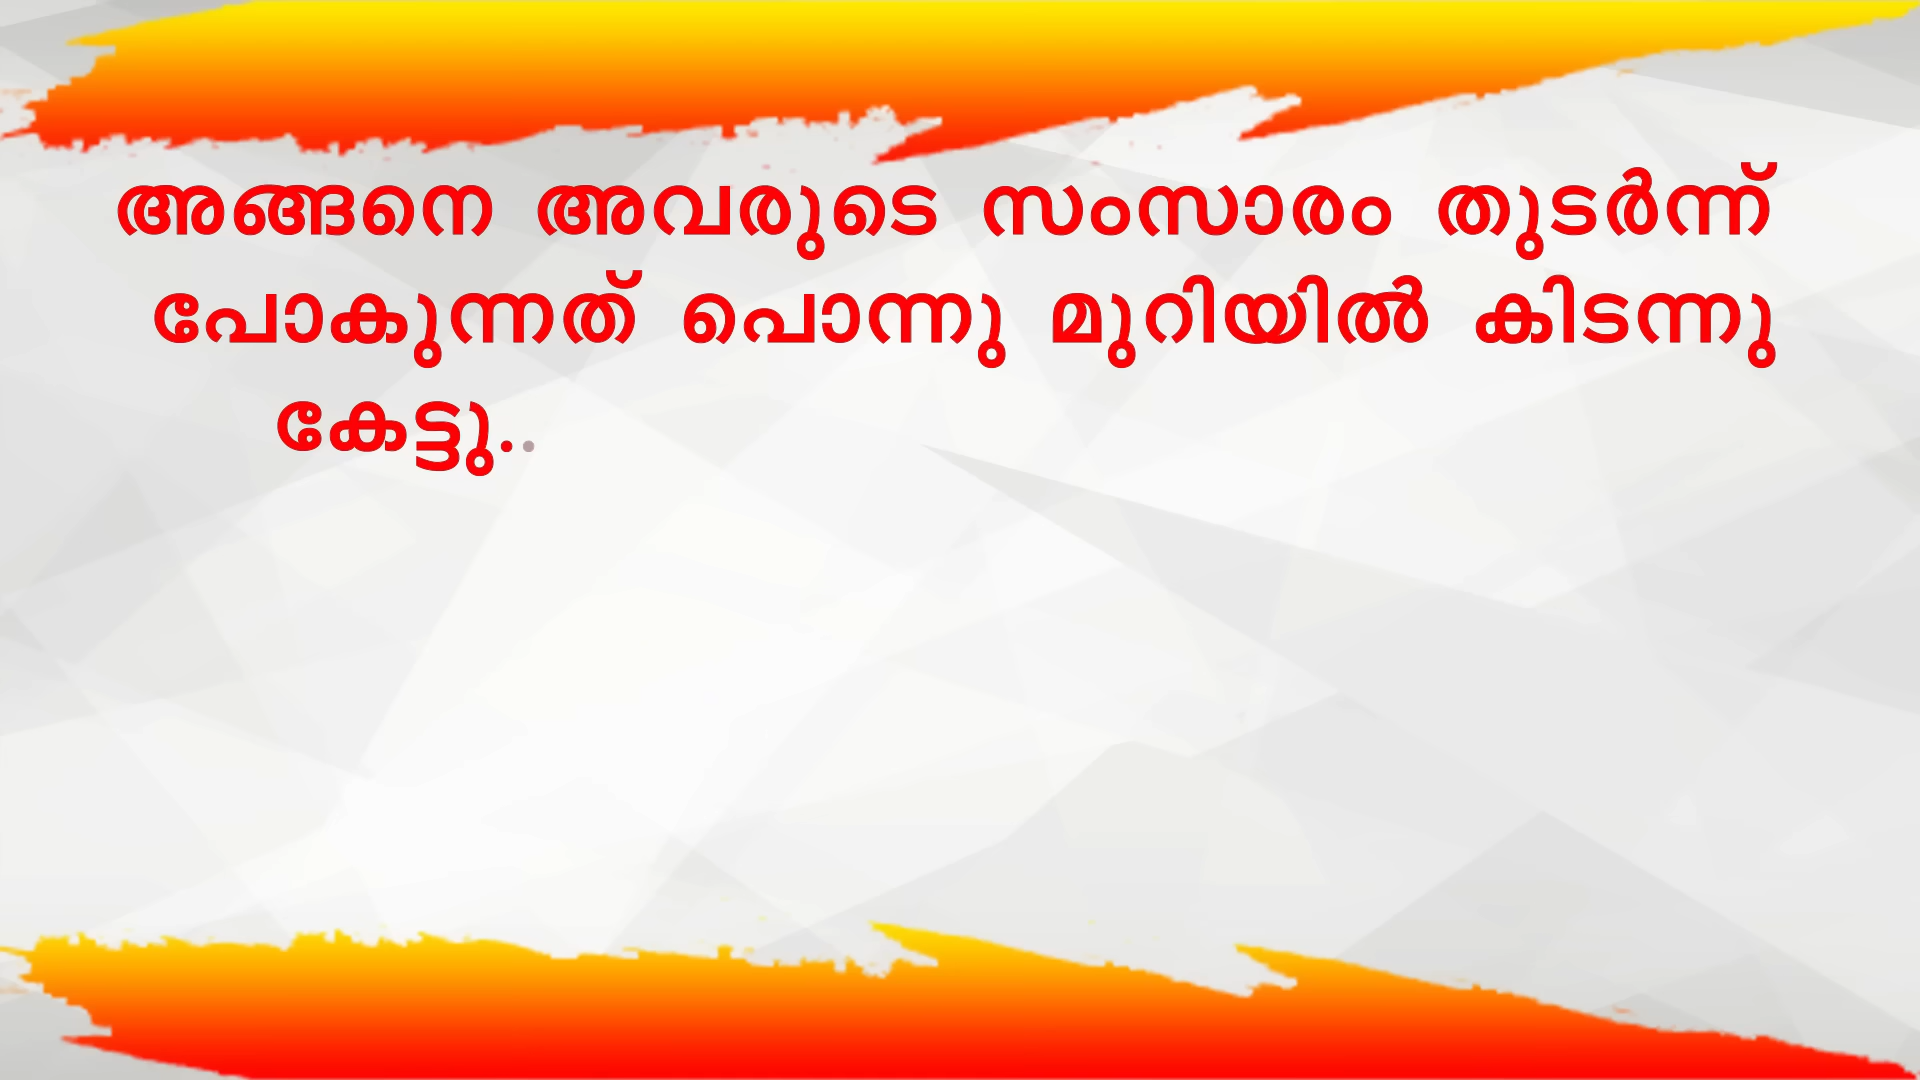 അങ്ങനെ അവരുടെ സംസാരം തുടർന്ന്
പോകുന്നത് പൊന്നു മുറിയിൽ കിടന്നു
കേട്ടു..